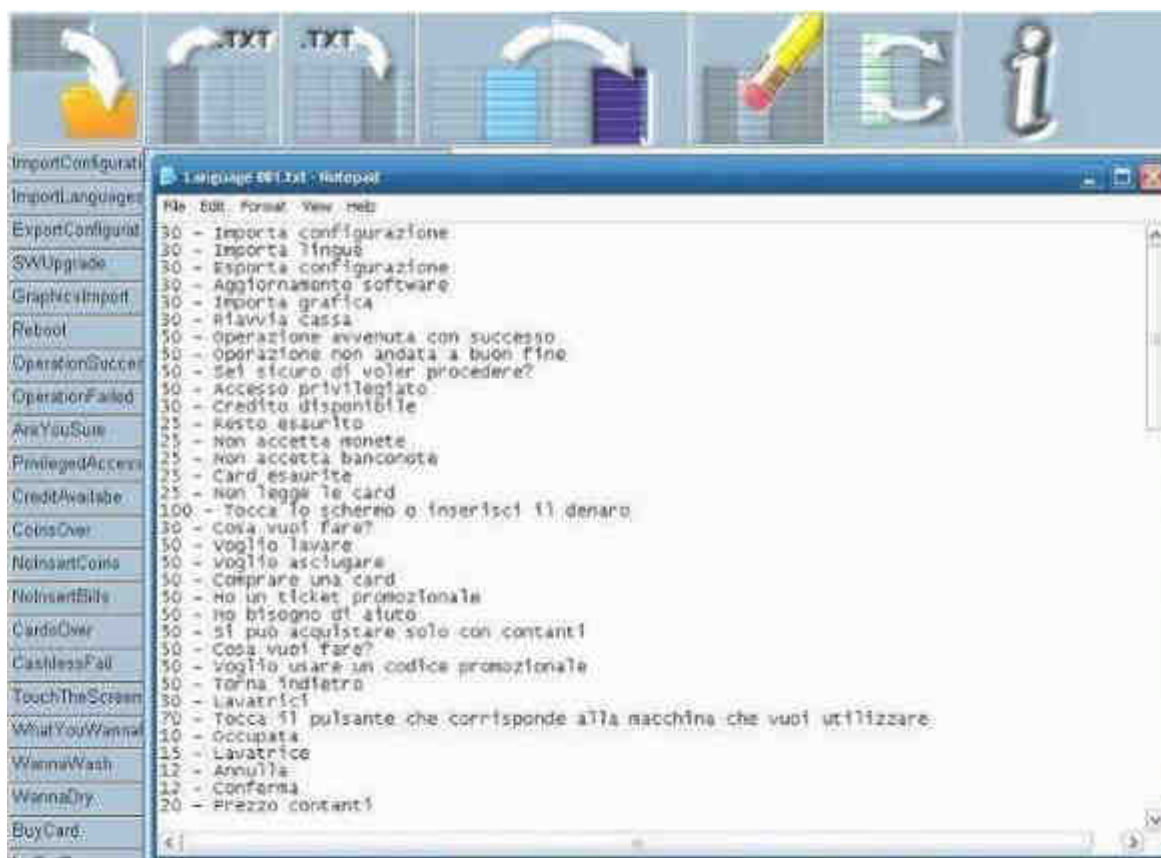 .TXT .TXT
ImportConfigurati
ImportLanguages
ExportConfigurat
SWUpgrade
GraphicsImport
Reboot
OperationSucces
OperationFailed
AreYouSure
PrivilegedAccess
CreditAvailabe
CoinsOver
NoInsertCoins
NoInsertBills
CardsOver
CashlessFail
TouchTheScreen
WhatYouWannaf
WannaWash
WannaDry
BuyCard
Language 001.txt - Notepad
File Edit Format View Help
30 - Importa configurazione
30 - Importa lingue
30 - Esporta configurazione
30 - Aggiornamento software
30 - Importa grafica
30 - Riavvia cassa
50 - Operazione avvenuta con successo
50 - Operazione non andata a buon fine
50 - Sei sicuro di voler procedere?
50 - Accesso privilegiato
30 - Credito disponibile
25 - Resto esaurito
25 - Non accetta monete
25 - Non accetta banconote
25 - Card esaurite
25 - Non legge le card
100 - Tocca lo schermo o inserisci il denaro
30 - Cosa vuoi fare?
50 - Voglio lavare
50 - Voglio asciugare
50 - Comprare una card
50 - Ho un ticket promozionale
50 - Ho bisogno di aiuto
50 - Si può acquistare solo con contanti
50 - Cosa vuoi fare?
50 - Voglio usare un codice promozionale
50 - Torna indietro
30 - Lavatrici
70 - Tocca il pulsante che corrisponde alla macchina che vuoi utilizzare
10 - Occupata
15 - Lavatrice
12 - Annulla
12 - Conferma
20 - Prezzo contanti